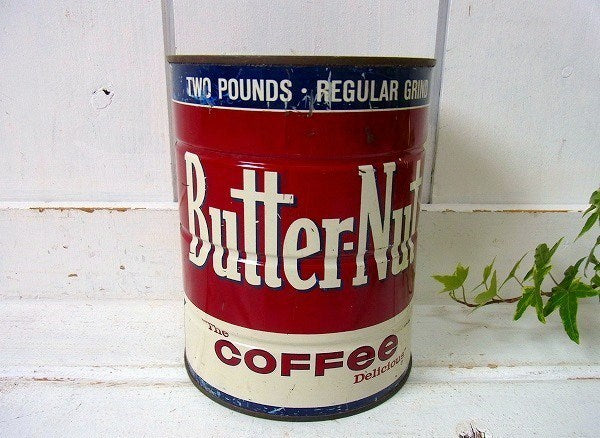 TWO POUNDS · REGULAR GRIND
Butter-Nut
The
COFFEE
Delicious